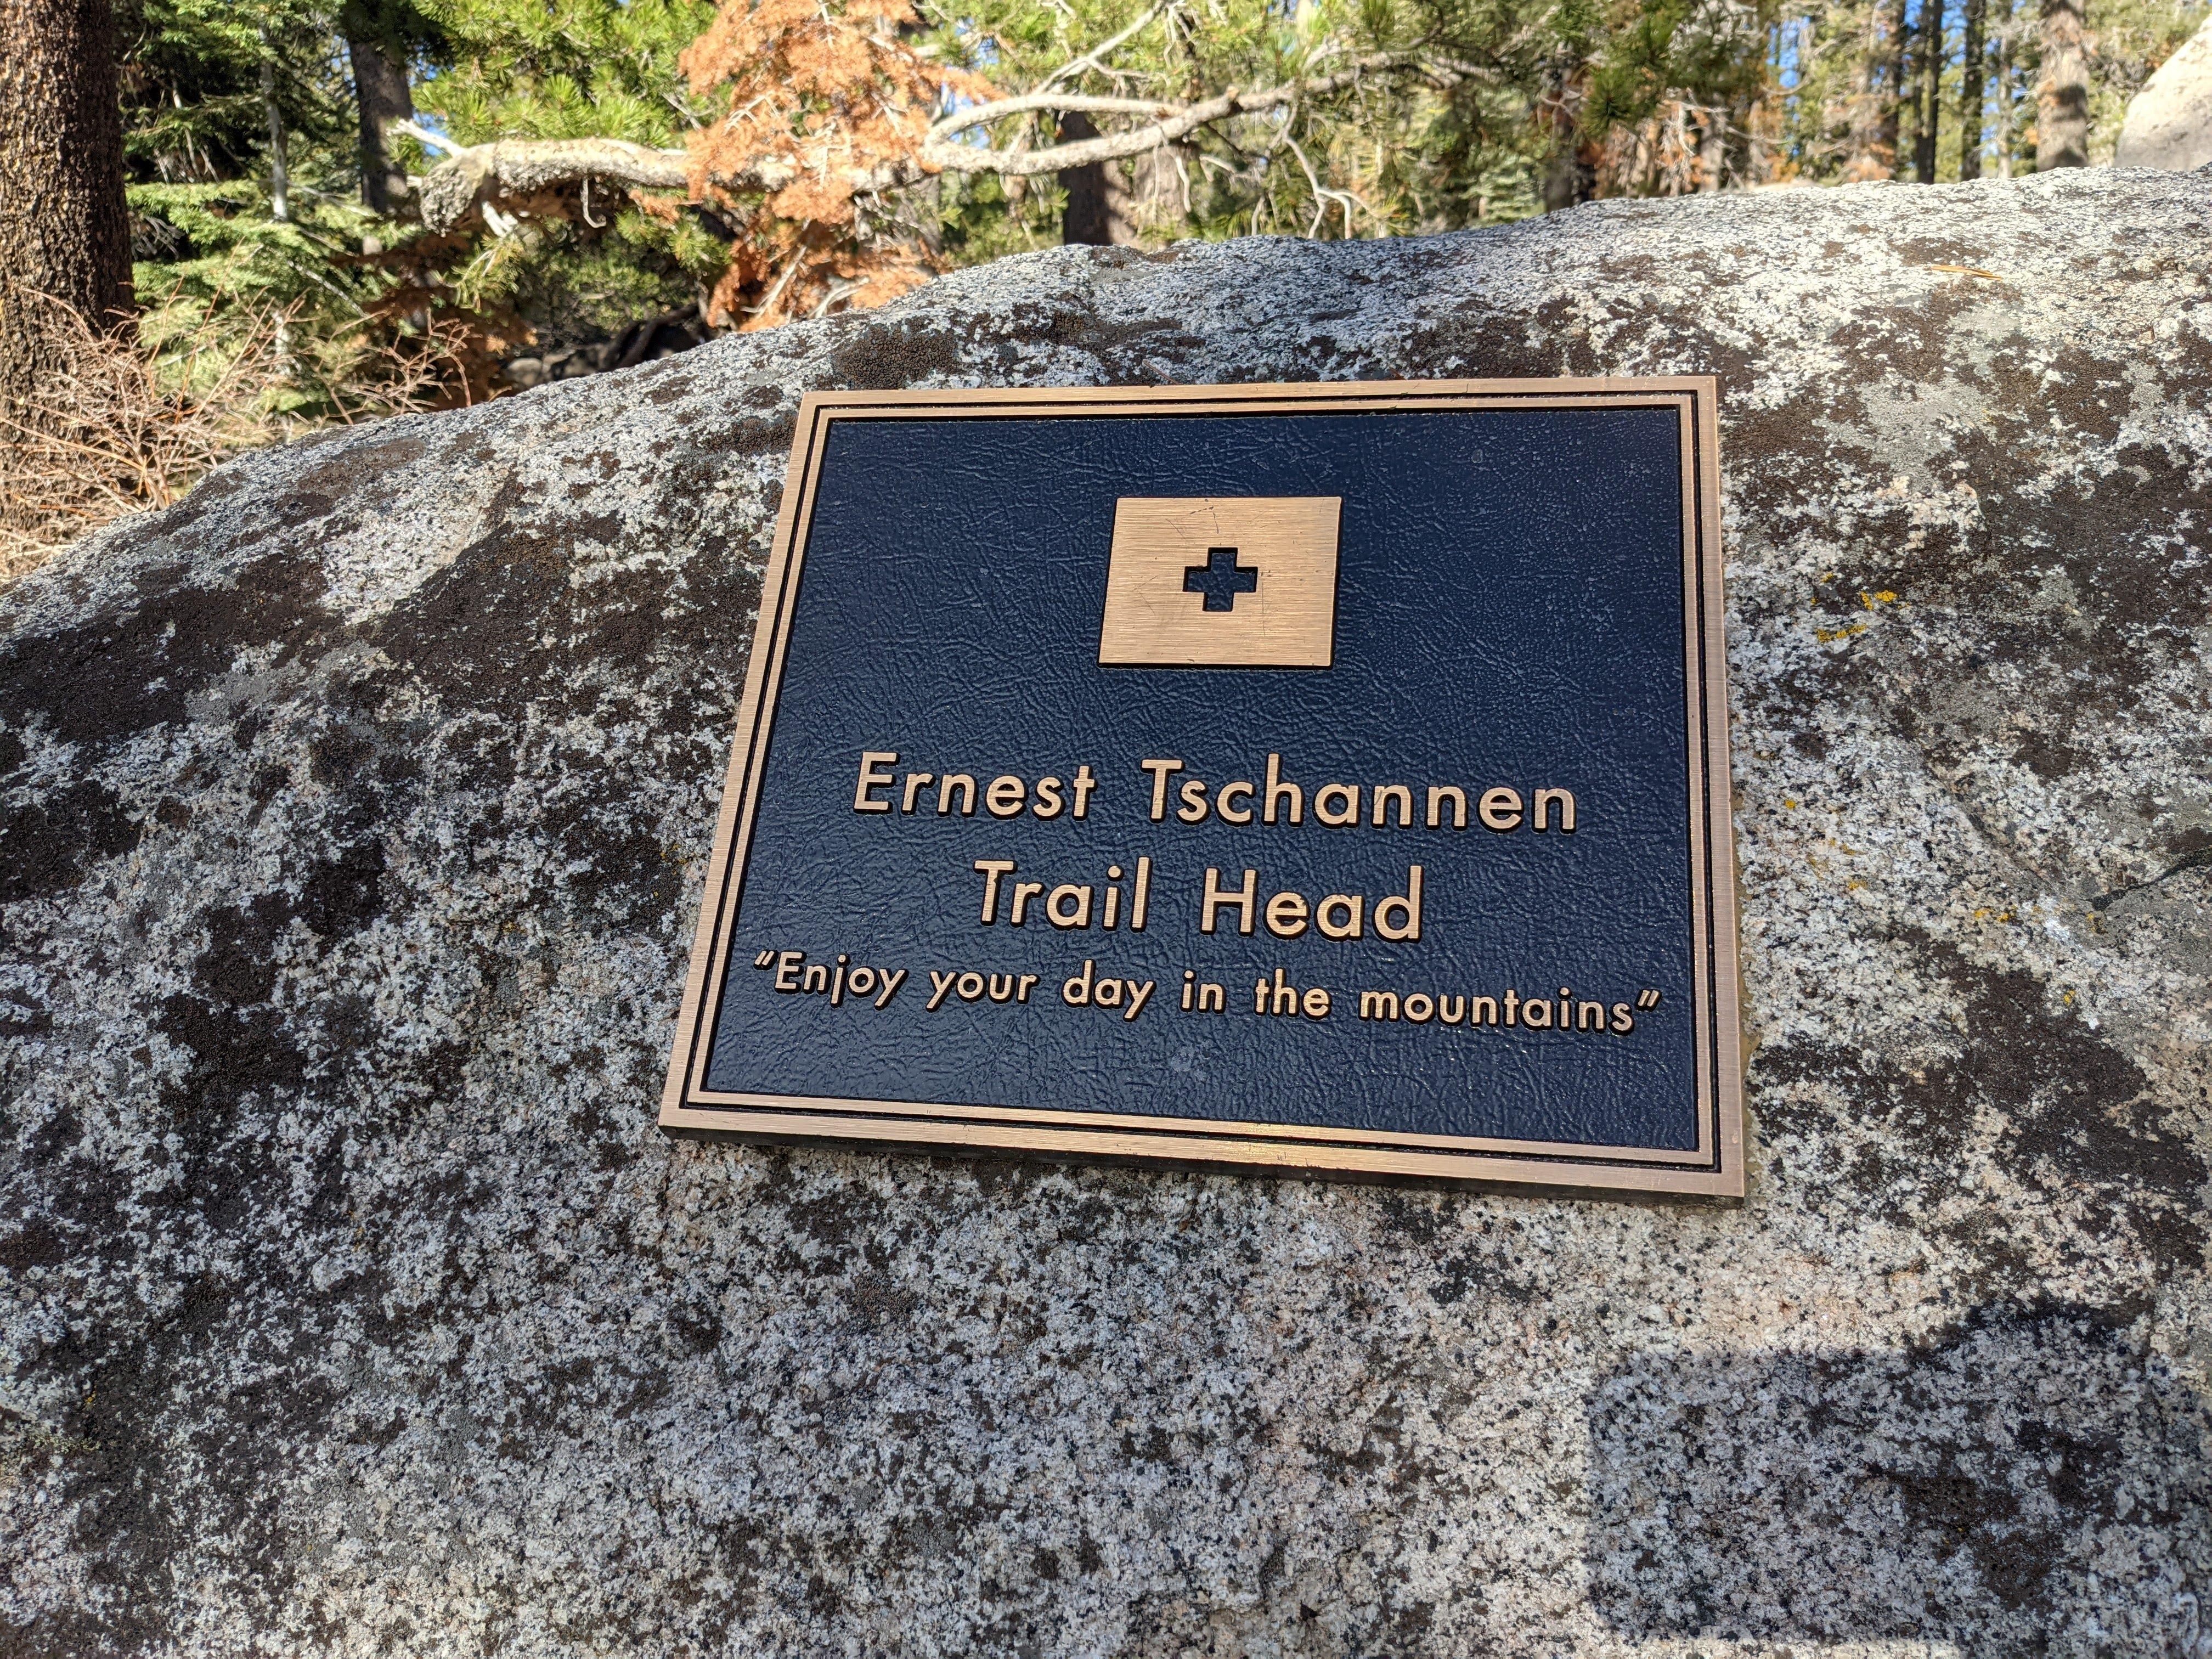 Ernest Tschannen
Trail Head
“Enjoy your day in the mountains”